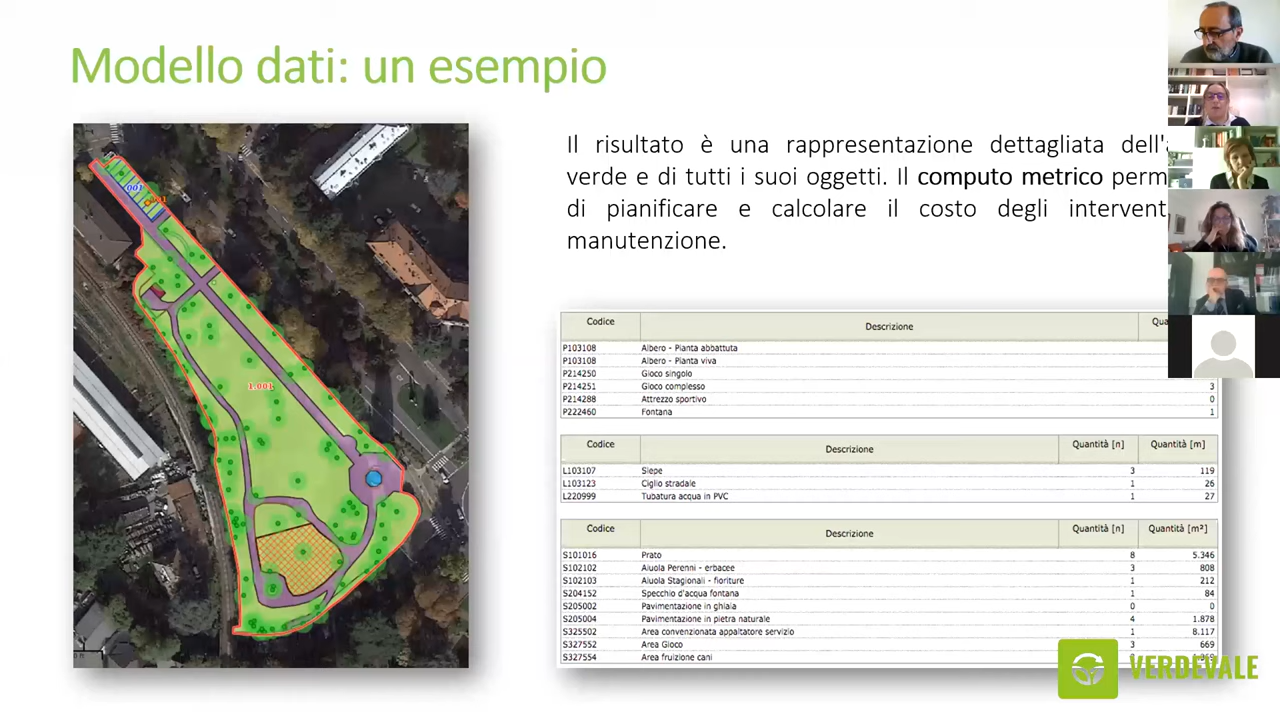 Modello dati: un esempio
Il risultato è una rappresentazione dettagliata
verde e di tutti i suoi oggetti. Il computo metrico
di pianificare e calcolare il costo degli
manutenzione.
001
1.001
Codice Descrizione
P103108 Albero - Pianta abbattuta
P103108 Albero - Pianta viva
P214250 Gioco singolo
P214251 Gioco complesso 3
P214288 Attrezzo sportivo 0
P222460 Fontana 1
Codice Descrizione Quantità [n] Quantità [m]
L103107 Siepe 3 119
L103123 Ciglio stradale 1 26
L220999 Tubatura acqua in PVC 1 27
Codice Descrizione Quantità [n] Quantità [m²]
S101016 Prato 8 5.346
S102102 Aiuola Perenni - erbacee 3 808
S102103 Aiuola Stagionali - fioriture 1 212
S204152 Specchio d'acqua fontana 1 84
S205002 Pavimentazione in ghiaia 0 0
S205004 Pavimentazione in pietra naturale 4 1.878
S325502 Area convenzionata appaltatore servizio 1 8.117
S327552 Area Gioco 3 669
S327554 Area fruizione cani
VERDEVALE